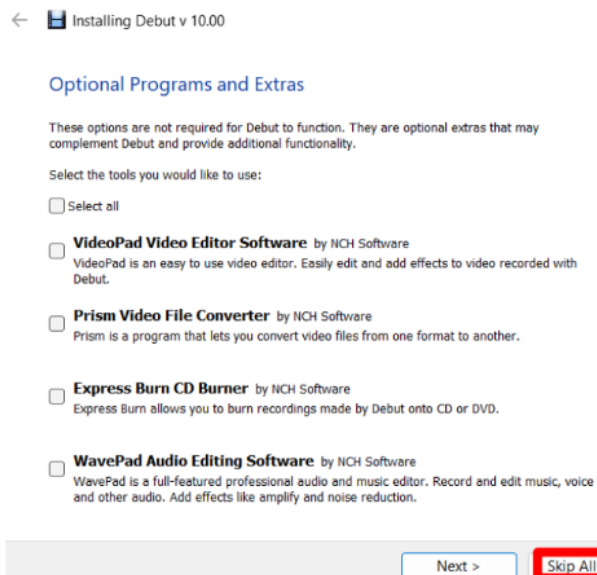 Installing Debut v 10.00
Optional Programs and Extras
These options are not required for Debut to function. They are optional extras that may
complement Debut and provide additional functionality.
Select the tools you would like to use:
Select all
VideoPad Video Editor Software by NCH Software
VideoPad is an easy to use video editor. Easily edit and add effects to video recorded with
Debut.
Prism Video File Converter by NCH Software
Prism is a program that lets you convert video files from one format to another.
Express Burn CD Burner by NCH Software
Express Burn allows you to burn recordings made by Debut onto CD or DVD.
WavePad Audio Editing Software by NCH Software
WavePad is a full-featured professional audio and music editor. Record and edit music, voice
and other audio. Add effects like amplify and noise reduction.
Next > Skip All